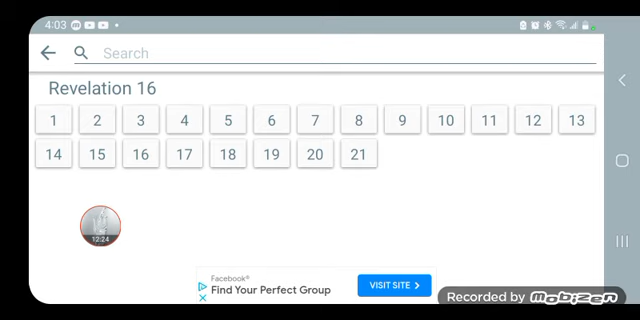 4:03
Search
Revelation 16
1 2 3 4 5 6 7 8 9 10 11 12 13
14 15 16 17 18 19 20 21
12:24
Facebook®
Find Your Perfect Group
VISIT SITE
Recorded by Mobizen